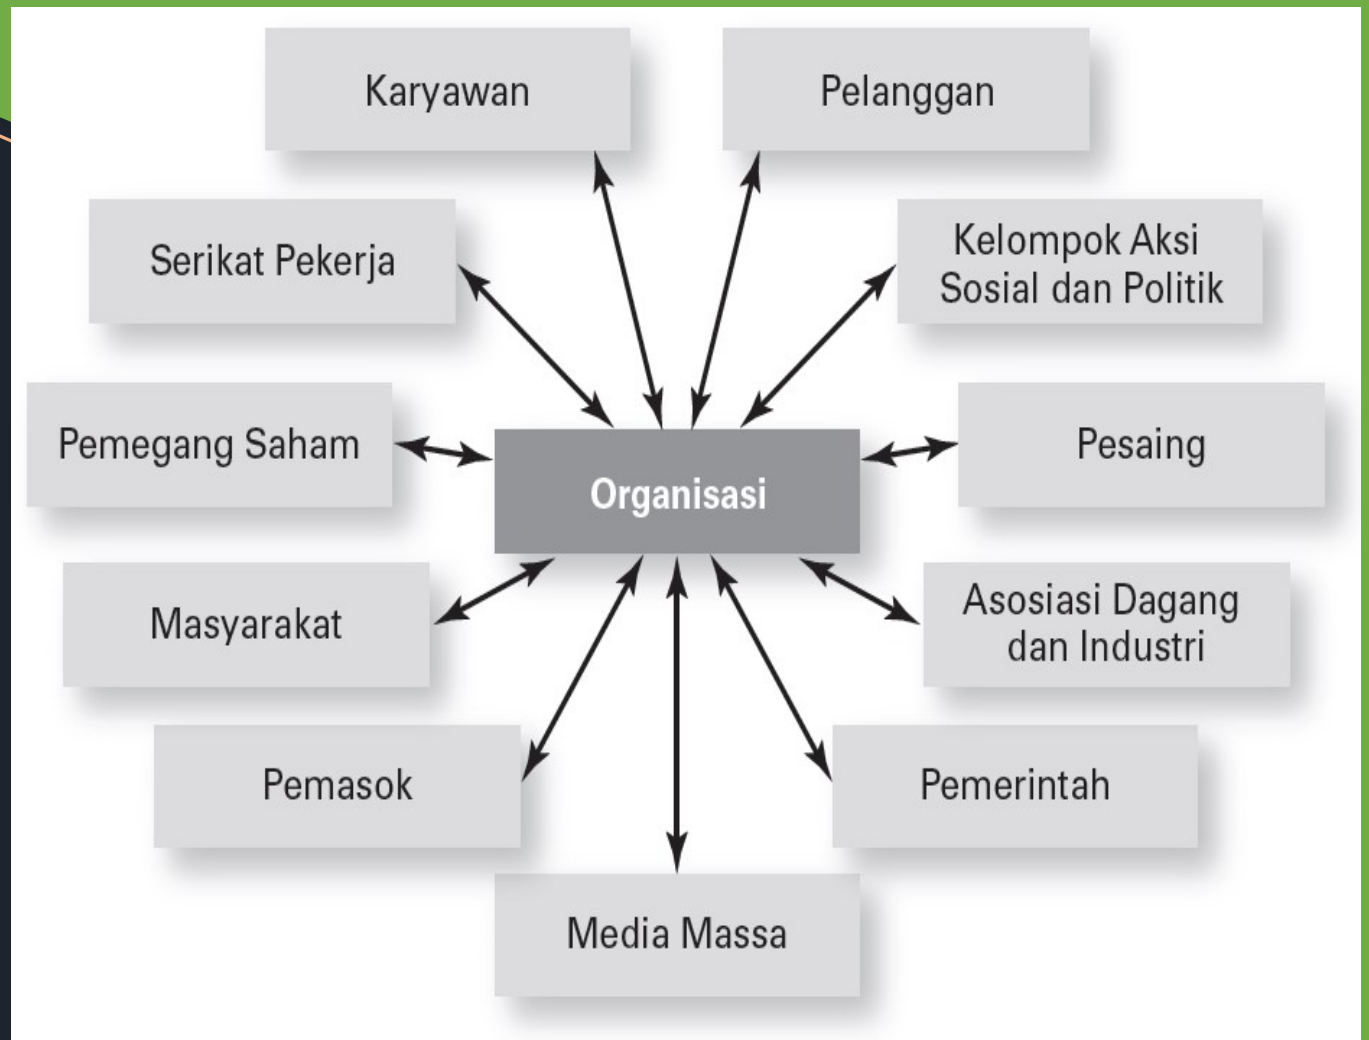 Karyawan
Pelanggan
Serikat Pekerja
Kelompok Aksi
Sosial dan Politik
Pemegang Saham
Pesaing
Organisasi
Masyarakat
Asosiasi Dagang
dan Industri
Pemasok
Pemerintah
Media Massa